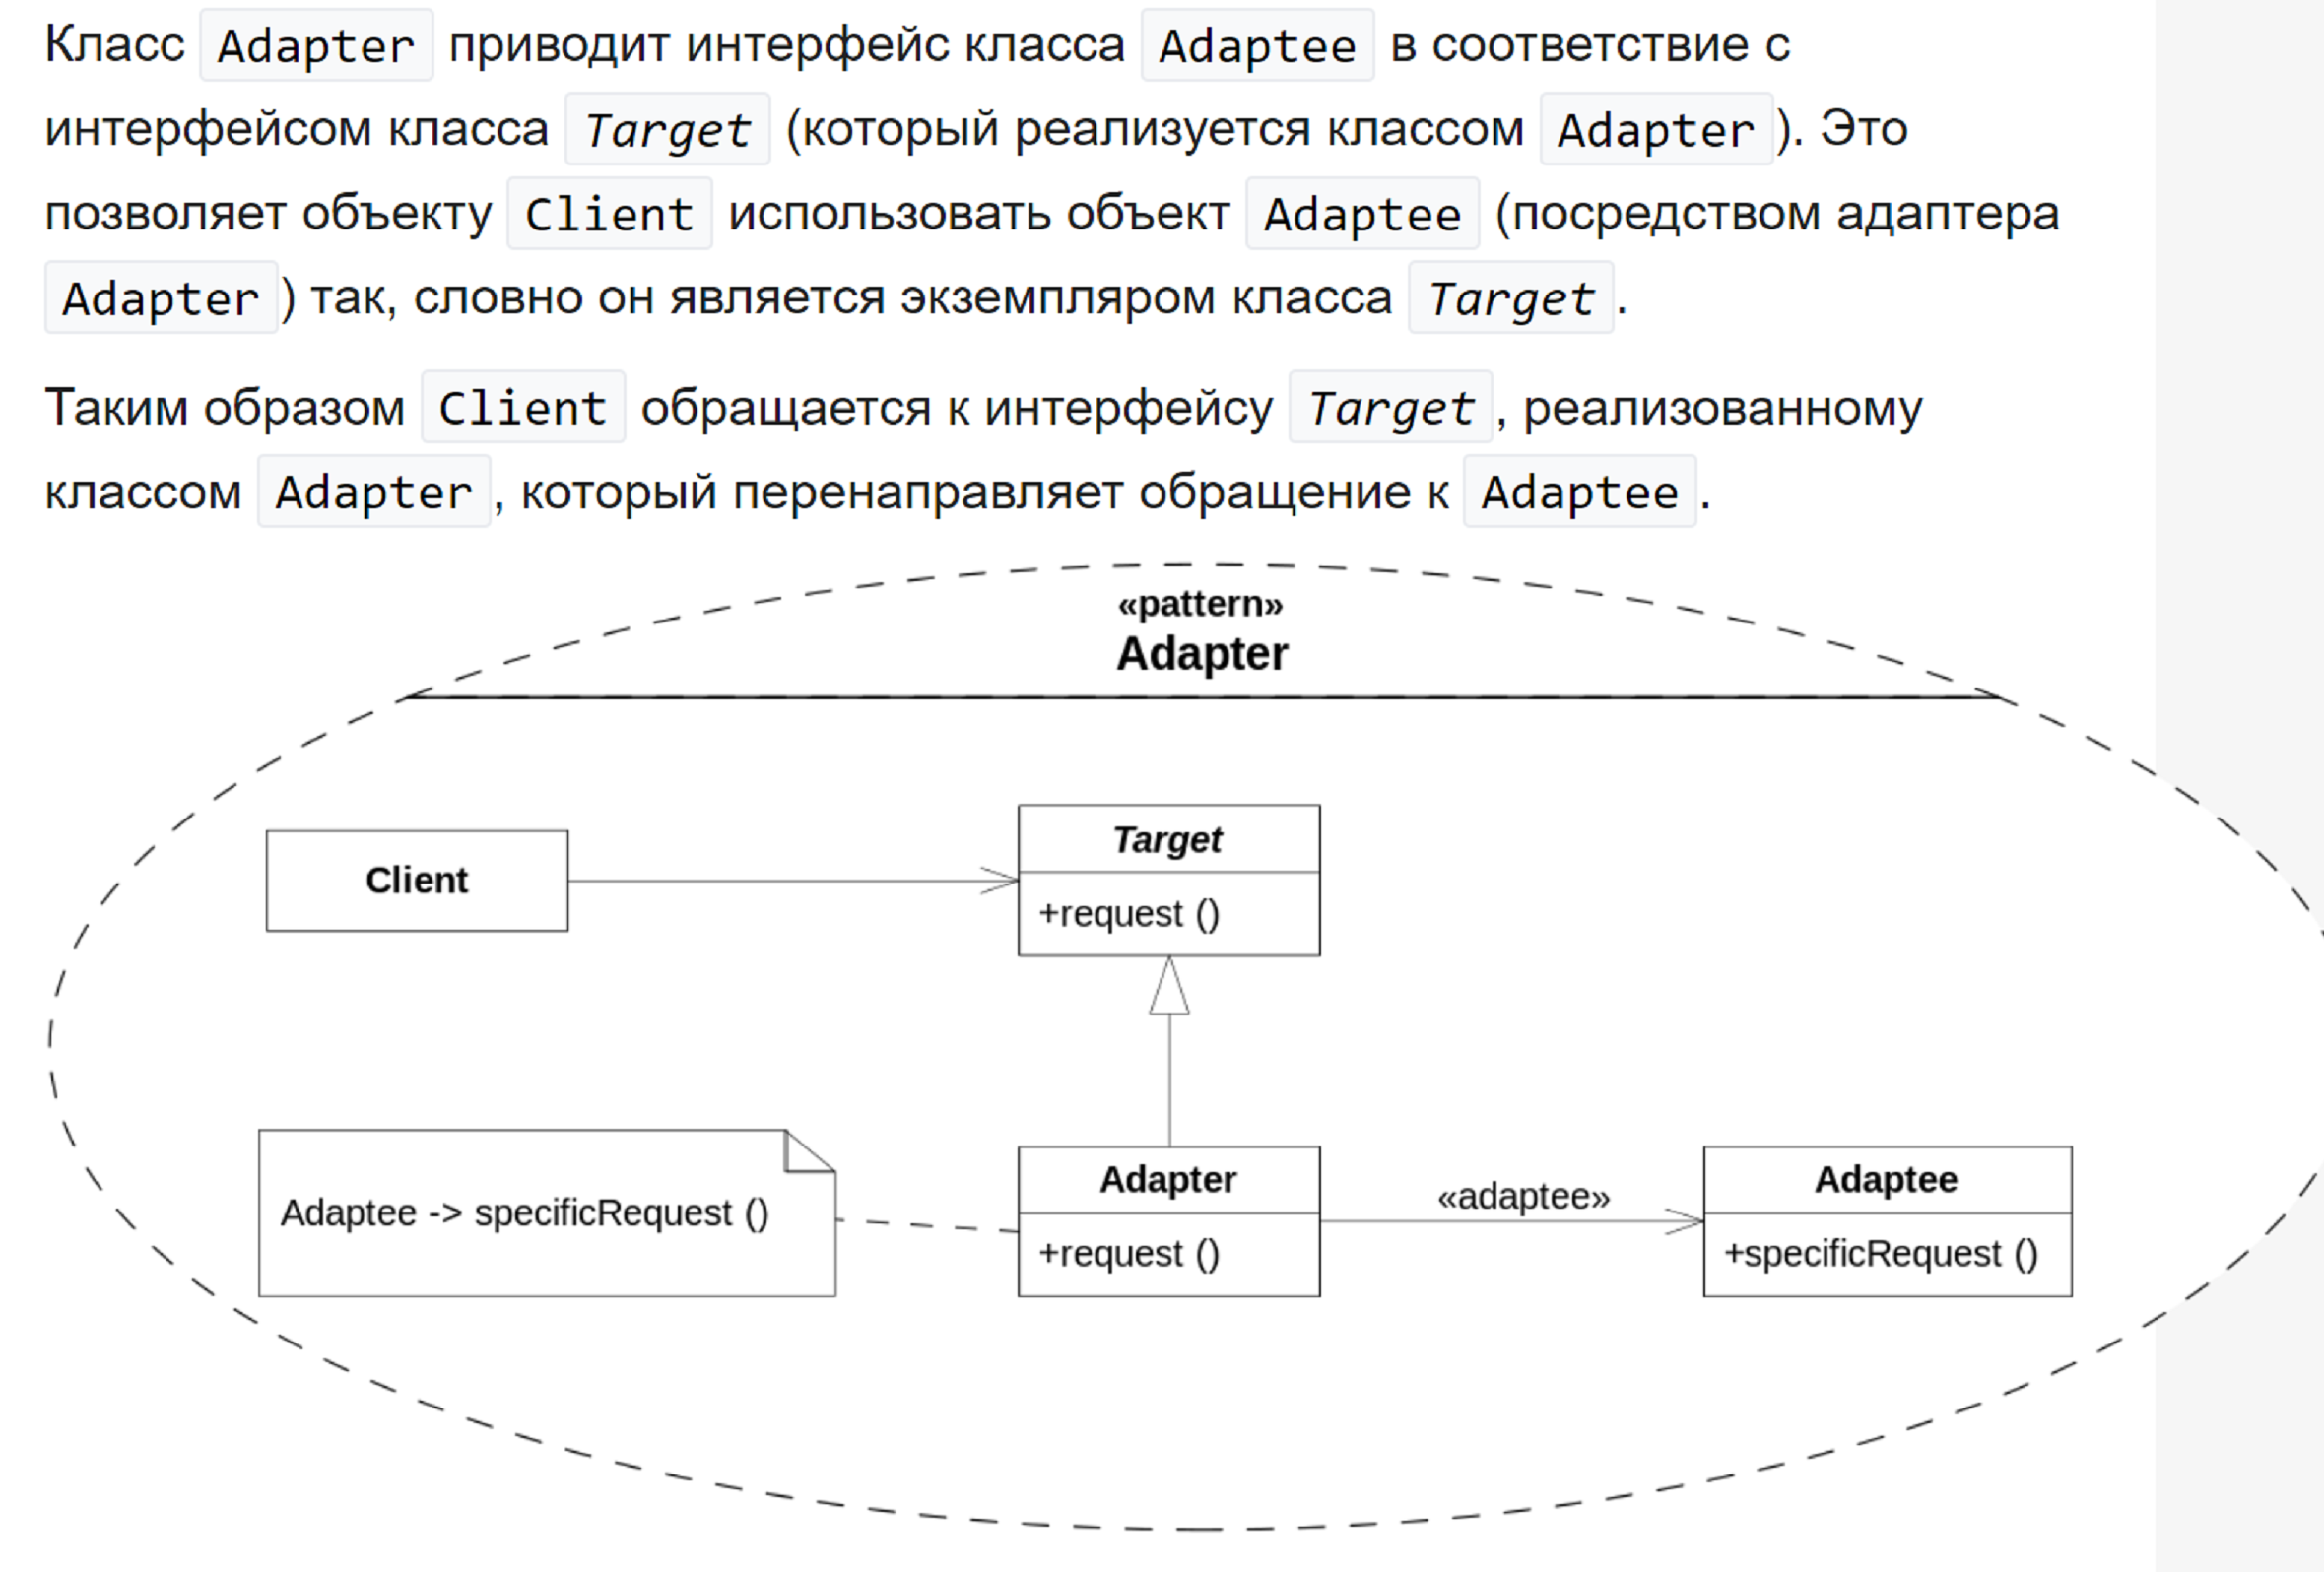 Класс Adapter приводит интерфейс класса Adaptee в соответствие с
интерфейсом класса Target (который реализуется классом Adapter). Это
позволяет объекту Client использовать объект Adaptee (посредством адаптера
Adapter) так, словно он является экземпляром класса Target.
Таким образом Client обращается к интерфейсу Target, реализованному
классом Adapter, который перенаправляет обращение к Adaptee.
«pattern»
Adapter
Client
Target
+request ()
Adaptee -> specificRequest ()
Adapter
+request ()
«adaptee»
Adaptee
+specificRequest ()